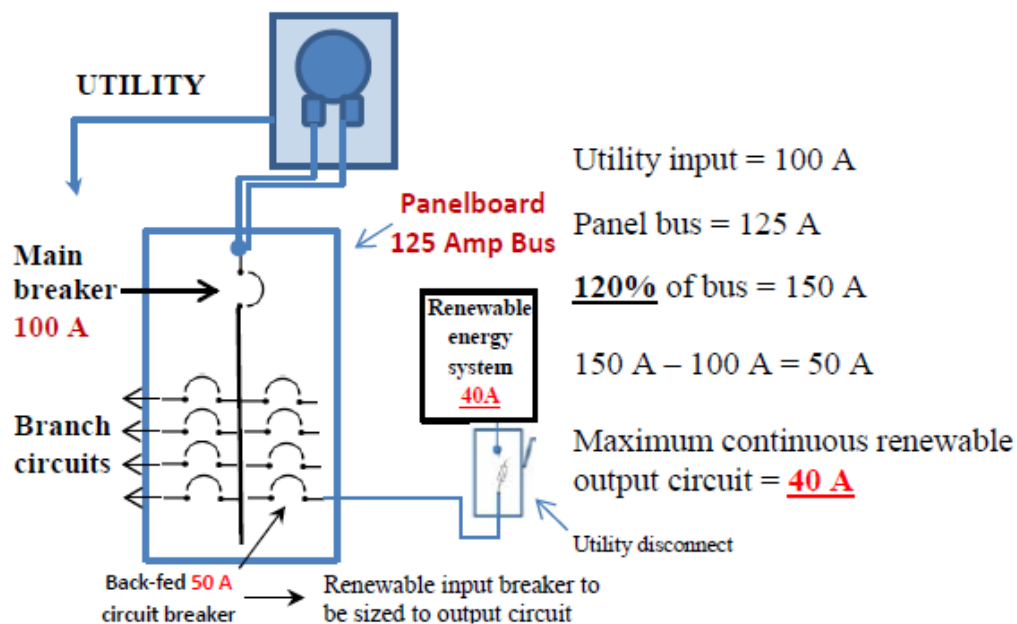 UTILITY
Utility input = 100 A
Panelboard
125 Amp Bus
Panel bus = 125 A
Main
breaker
100 A
120% of bus = 150 A
Renewable
energy
system
40A
150 A – 100 A = 50 A
Branch
circuits
Maximum continuous renewable
output circuit = 40 A
Utility disconnect
Back-fed 50 A
circuit breaker
Renewable input breaker to
be sized to output circuit